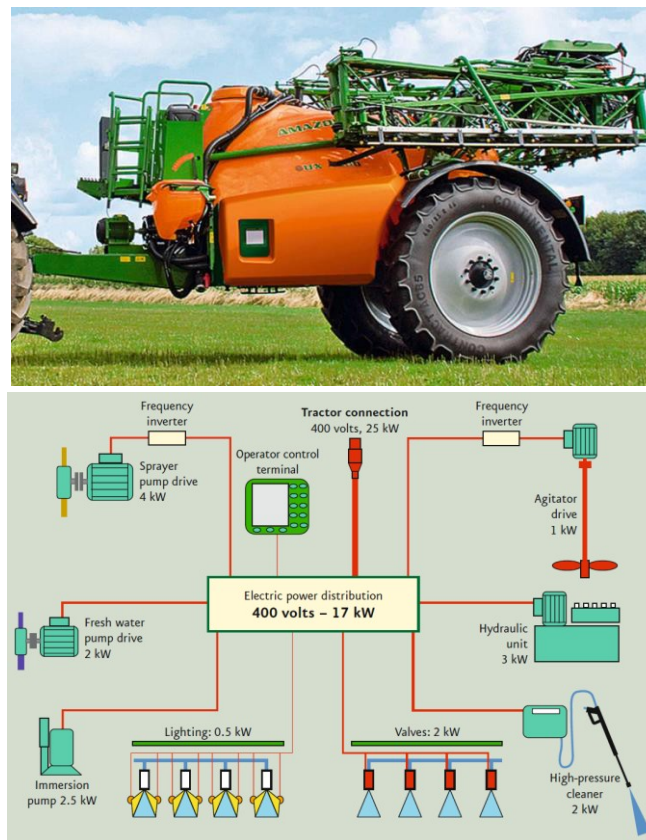 AMAZO
UX
CONTINENTAL
Frequency
inverter
Tractor connection
400 volts, 25 kW
Frequency
inverter
Sprayer
pump drive
4 kW
Operator control
terminal
Agitator
drive
1 kW
Electric power distribution
400 volts – 17 kW
Fresh water
pump drive
2 kW
Hydraulic
unit
3 kW
Lighting: 0.5 kW
Valves: 2 kW
Immersion
pump 2.5 kW
High-pressure
cleaner
2 kW